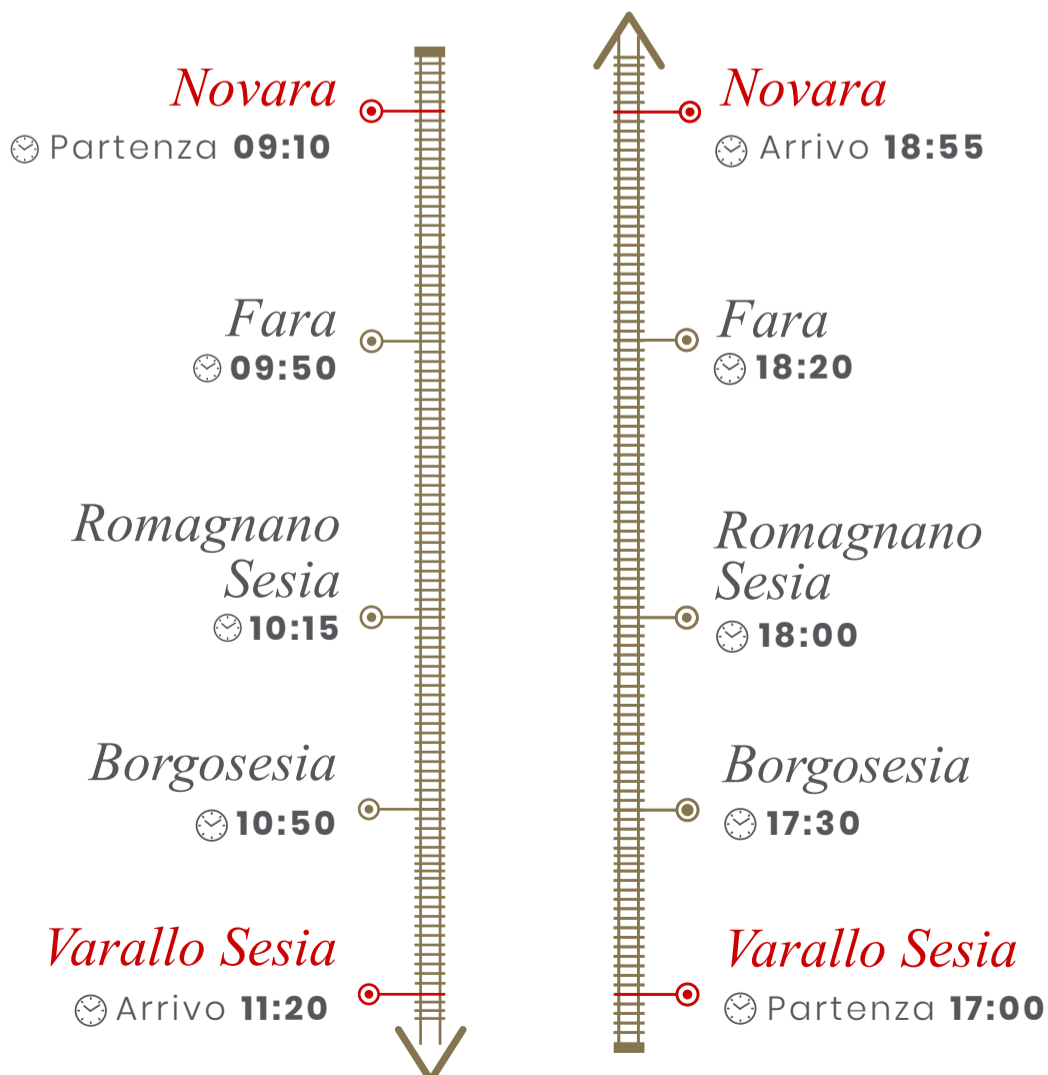 Novara
Partenza 09:10
Fara
09:50
Romagnano
Sesia
10:15
Borgosesia
10:50
Varallo Sesia
Arrivo 11:20
Novara
Arrivo 18:55
Fara
18:20
Romagnano
Sesia
18:00
Borgosesia
17:30
Varallo Sesia
Partenza 17:00